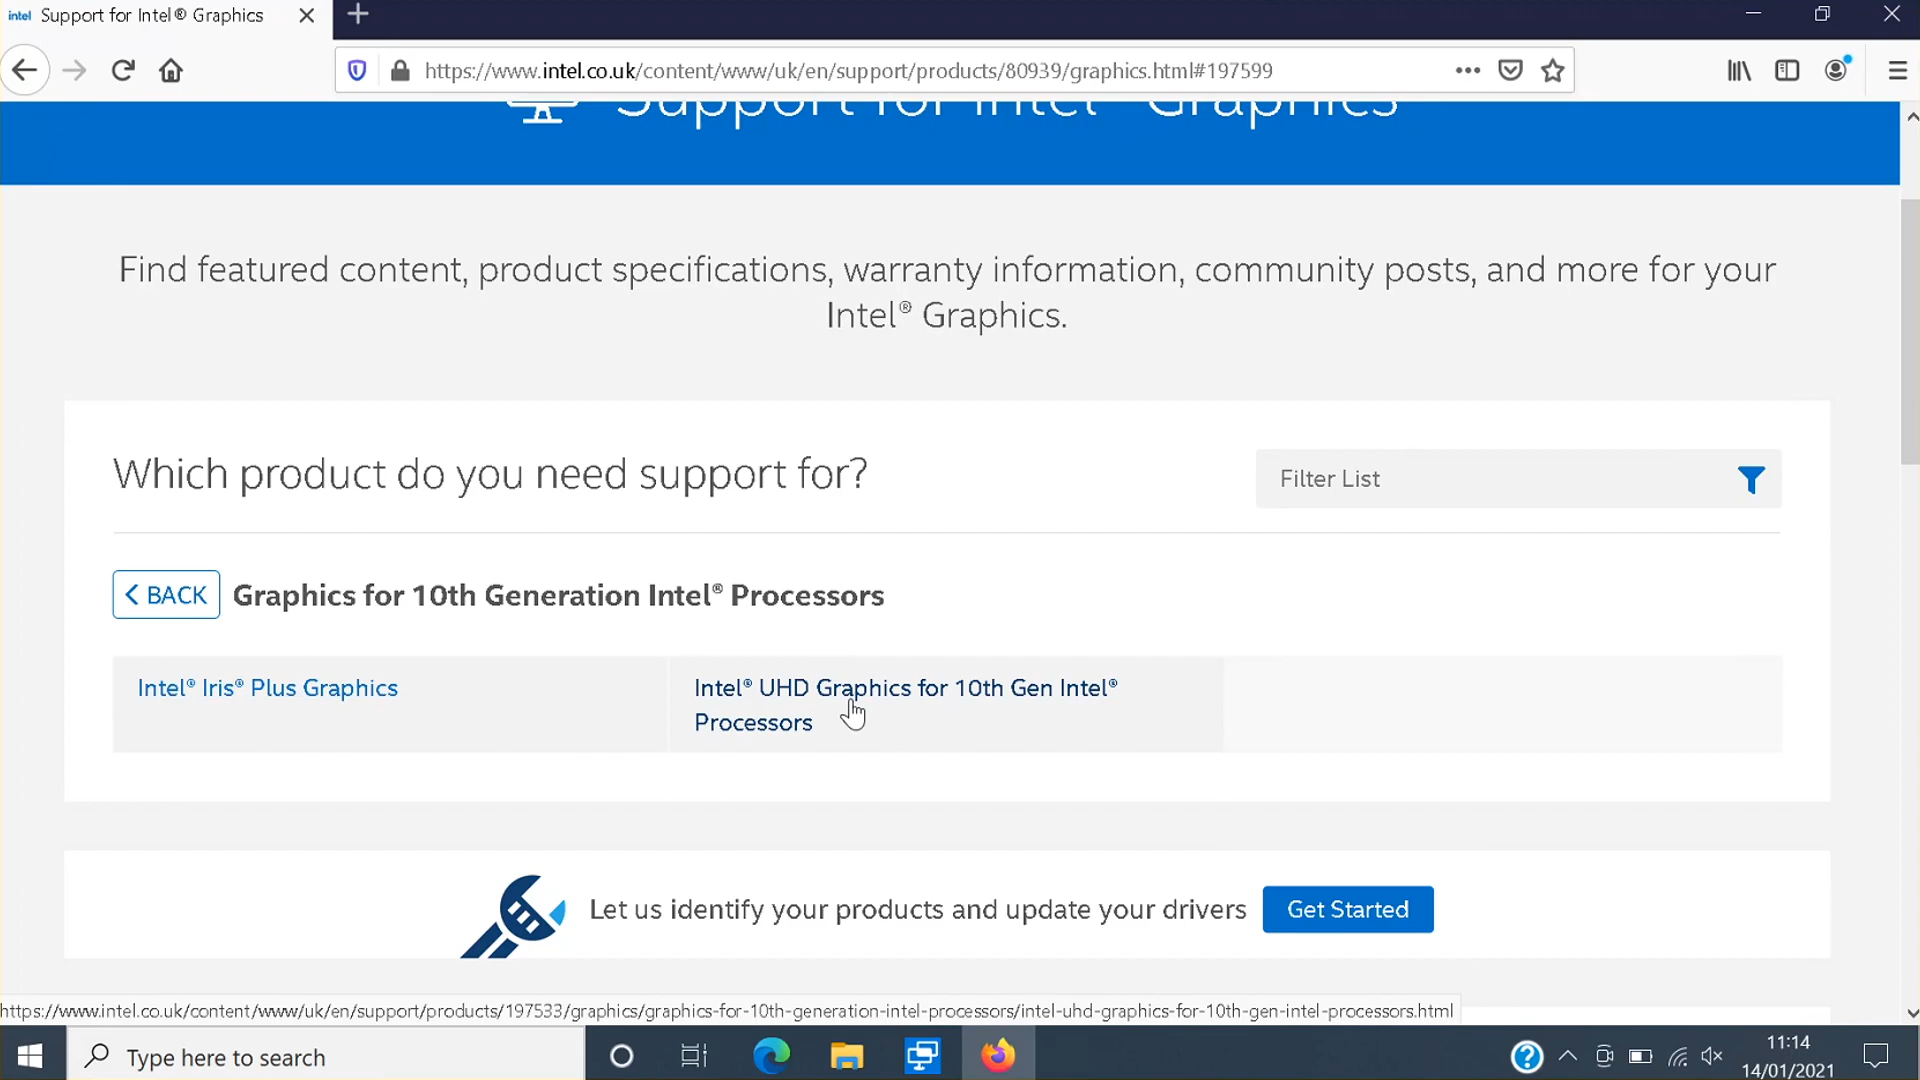 intel Support for Intel® Graphics
https://www.intel.co.uk/content/www/uk/en/support/products/80939/graphics.html#197599
Support for Intel® Graphics
Find featured content, product specifications, warranty information, community posts, and more for your
Intel® Graphics.
Which product do you need support for?
Filter List
BACK
Graphics for 10th Generation Intel® Processors
Intel® Iris® Plus Graphics
Intel® UHD Graphics for 10th Gen Intel®
Processors
Let us identify your products and update your drivers
Get Started
https://www.intel.co.uk/content/www/uk/en/support/products/197533/graphics/graphics-for-10th-generation-intel-processors/intel-uhd-graphics-for-10th-gen-intel-processors.html
Type here to search
11:14
14/01/2021